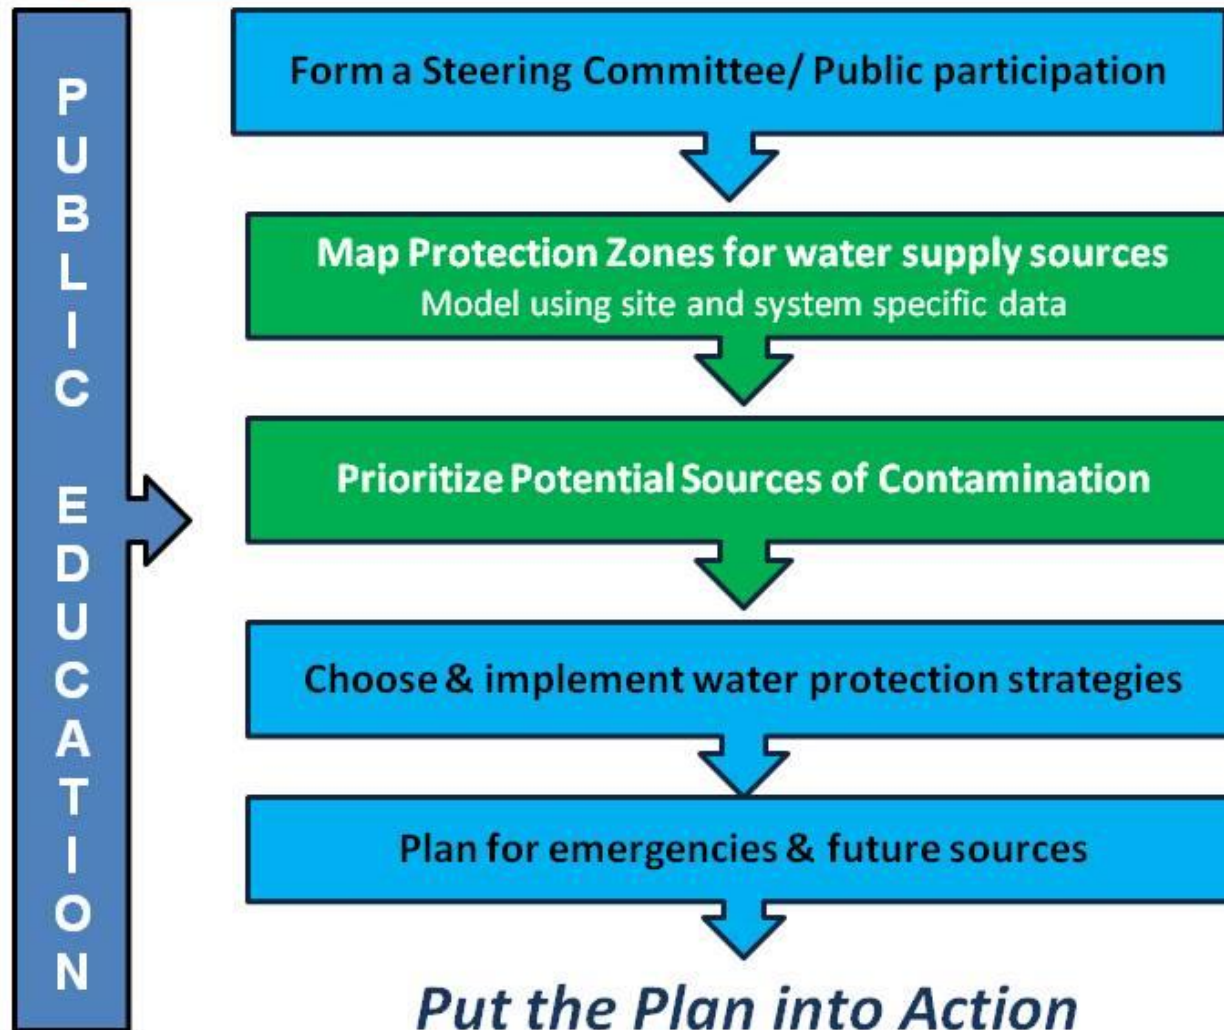 PUBLIC EDUCATION
Form a Steering Committee/ Public participation
Map Protection Zones for water supply sources
Model using site and system specific data
Prioritize Potential Sources of Contamination
Choose & implement water protection strategies
Plan for emergencies & future sources
Put the Plan into Action